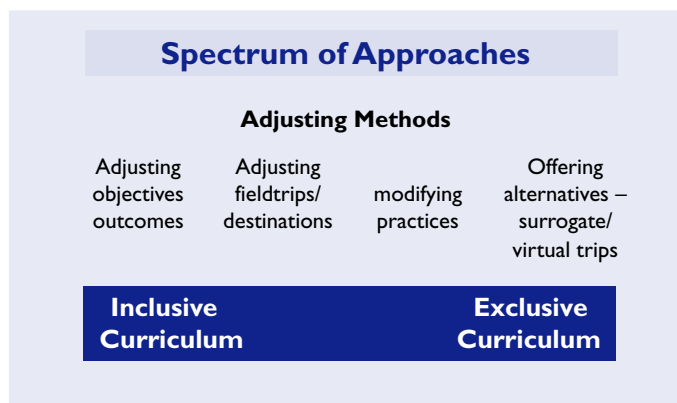 Spectrum of Approaches
Adjusting Methods
Adjusting
objectives
outcomes
Adjusting
fieldtrips/
destinations
modifying
practices
Offering
alternatives –
surrogate/
virtual trips
Inclusive
Curriculum
Exclusive
Curriculum